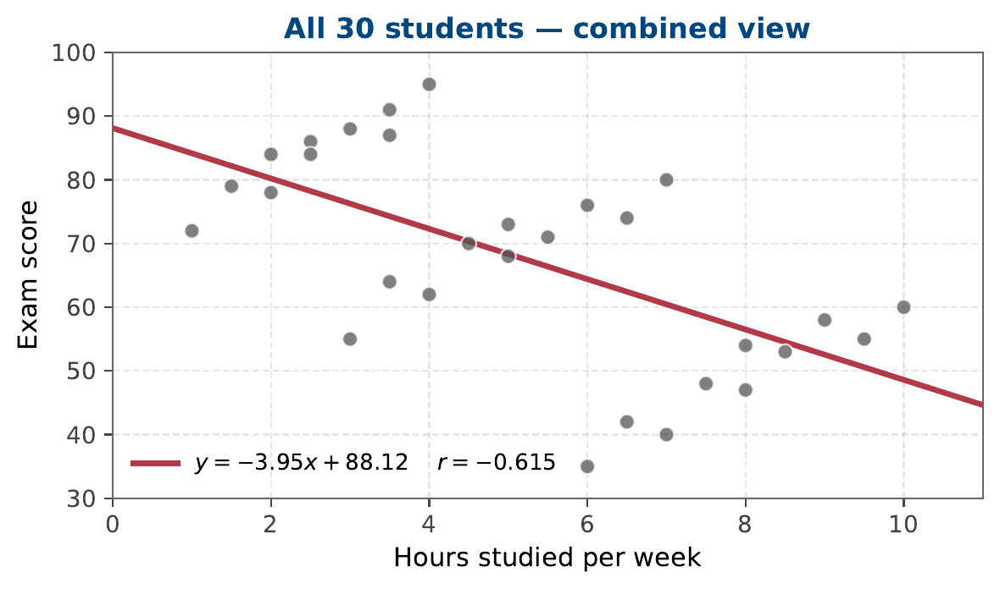 All 30 students — combined view
100
90
80
70
60
50
40
30
Exam score
y = −3.95x + 88.12 r = −0.615
0 2 4 6 8 10
Hours studied per week